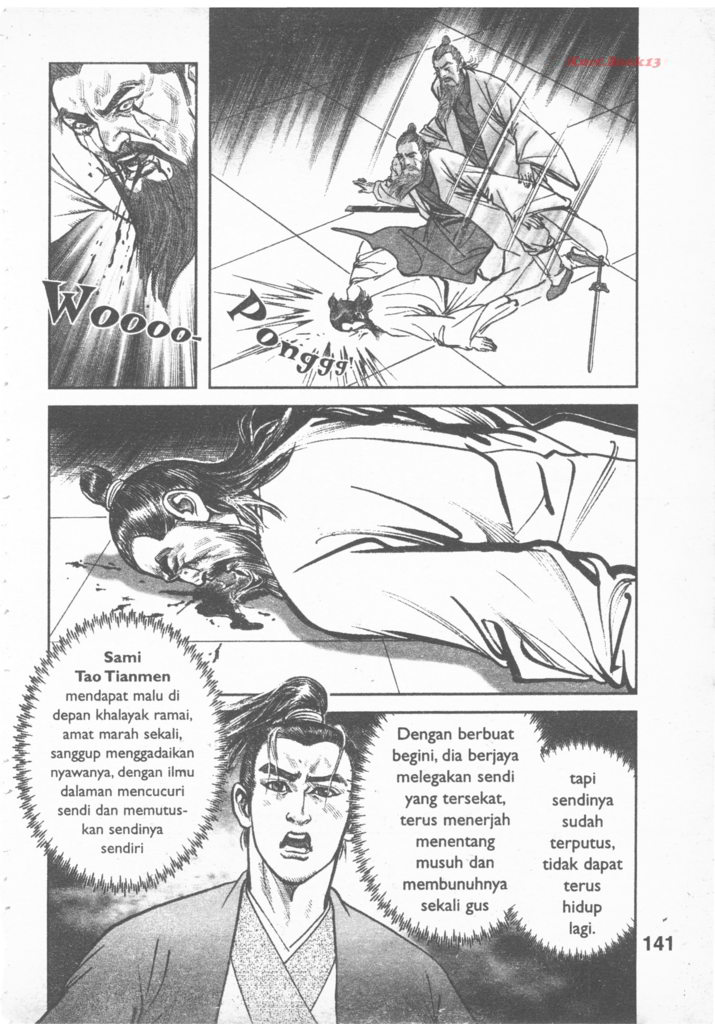 Woooo-
Ponggg!
Sami
Tao Tianmen
mendapat malu di
depan khalayak ramai,
amat marah sekali,
sanggup menggadaikan
nyawanya, dengan ilmu
dalaman mencucuri
sendi dan memutus-
kan sendinya
sendiri
Dengan berbuat
begini, dia berjaya
melegakan sendi
yang tersekat,
terus menerjah
menentang
musuh dan
membunuhnya
sekali gus
tapi
sendinya
sudah
terputus,
tidak dapat
terus
hidup
lagi.
141